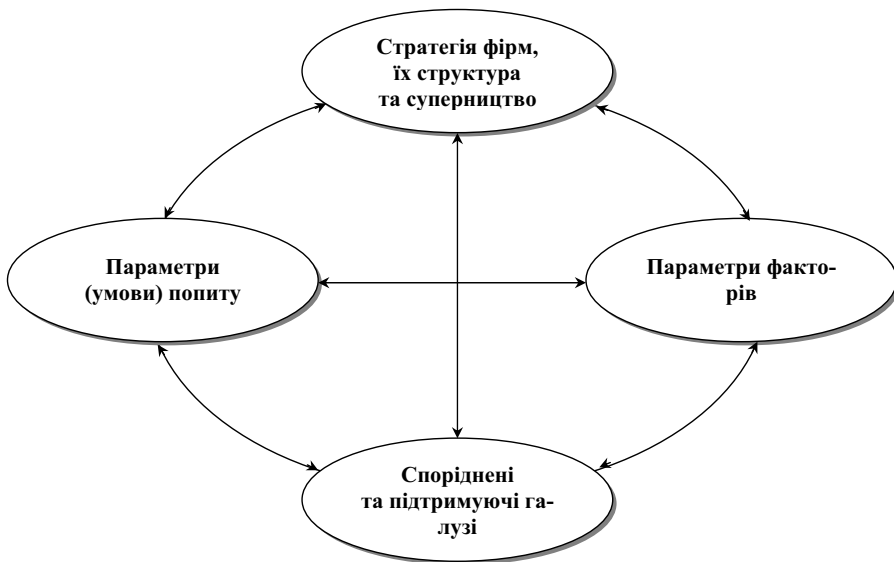 Стратегія фірм,
їх структура
та суперництво
Параметри
(умови) попиту
Параметри факто-
рів
Споріднені
та підтримуючі га-
лузі